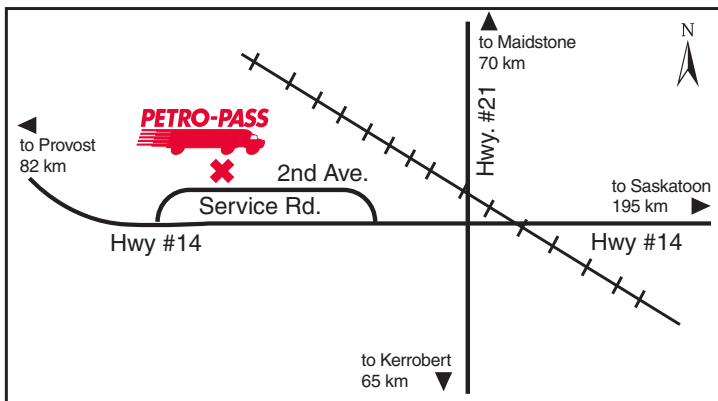 to Maidstone
70 km
N
Hwy. #21
PETRO-PASS
to Provost
82 km
2nd Ave.
Service Rd.
to Saskatoon
195 km
Hwy #14
Hwy #14
to Kerrobert
65 km